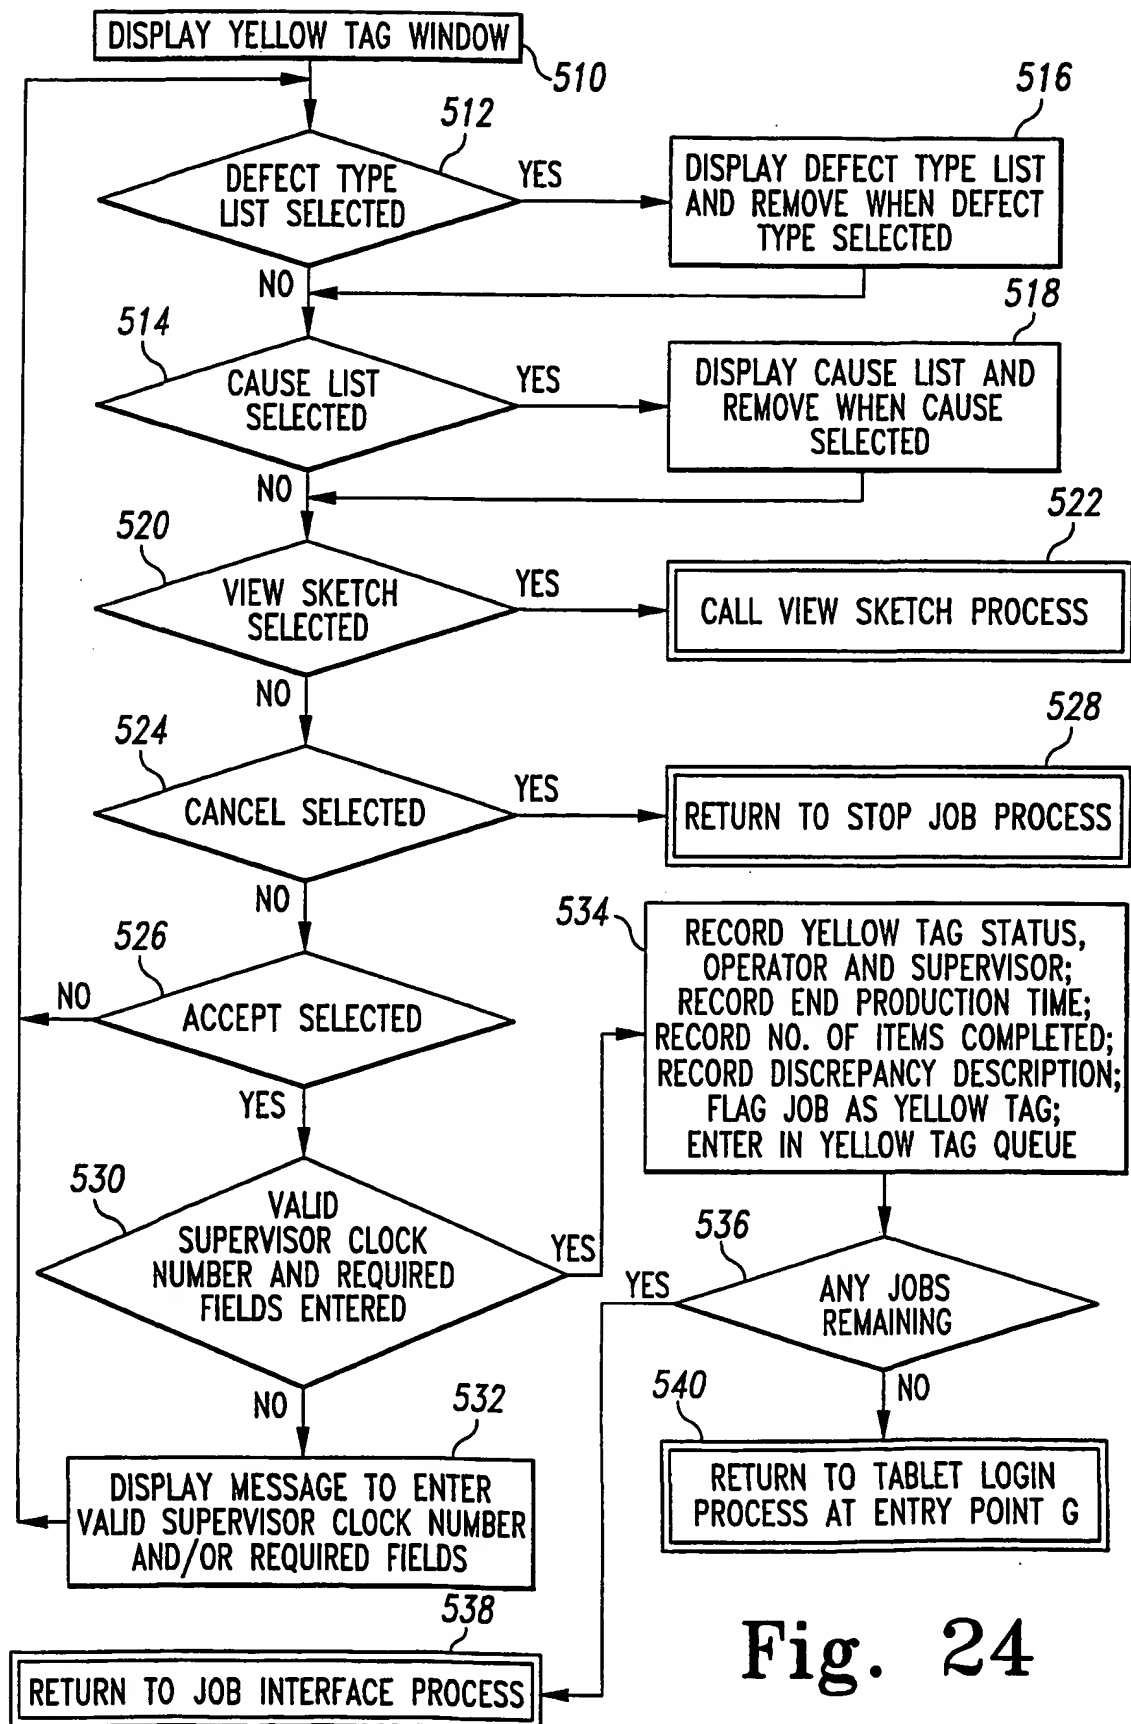 DISPLAY YELLOW TAG WINDOW
510
512
516
DEFECT TYPE
LIST SELECTED
YES
DISPLAY DEFECT TYPE LIST
AND REMOVE WHEN DEFECT
TYPE SELECTED
NO
514
518
CAUSE LIST
SELECTED
YES
DISPLAY CAUSE LIST AND
REMOVE WHEN CAUSE
SELECTED
NO
520
522
VIEW SKETCH
SELECTED
YES
CALL VIEW SKETCH PROCESS
NO
524
528
CANCEL SELECTED
YES
RETURN TO STOP JOB PROCESS
NO
526
ACCEPT SELECTED
NO
YES
534
RECORD YELLOW TAG STATUS,
OPERATOR AND SUPERVISOR;
RECORD END PRODUCTION TIME;
RECORD NO. OF ITEMS COMPLETED;
RECORD DISCREPANCY DESCRIPTION;
FLAG JOB AS YELLOW TAG;
ENTER IN YELLOW TAG QUEUE
530
VALID
SUPERVISOR CLOCK
NUMBER AND REQUIRED
FIELDS ENTERED
YES
NO
536
ANY JOBS
REMAINING
YES
NO
532
DISPLAY MESSAGE TO ENTER
VALID SUPERVISOR CLOCK NUMBER
AND/OR REQUIRED FIELDS
540
RETURN TO TABLET LOGIN
PROCESS AT ENTRY POINT G
538
RETURN TO JOB INTERFACE PROCESS
Fig. 24